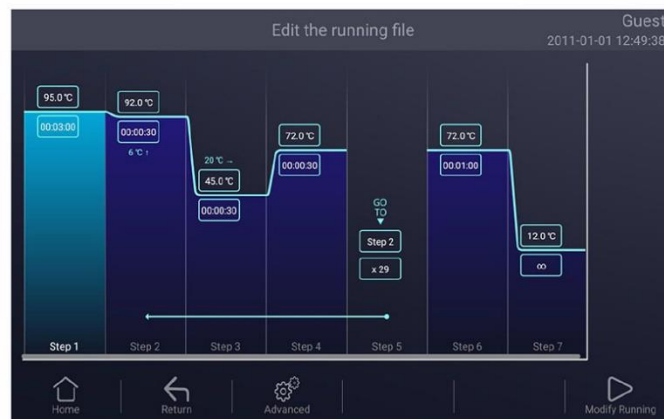 Edit the running file
Guest
2011-01-01 12:49:38
95.0℃
00:03:00
92.0℃
00:00:30
6℃ ↑
20℃ →
45.0℃
00:00:30
72.0℃
00:00:30
GO
TO
Step 2
x 29
72.0℃
00:01:00
12.0℃
∞
Step 1 Step 2 Step 3 Step 4 Step 5 Step 6 Step 7
Home Return Advanced Modify Running